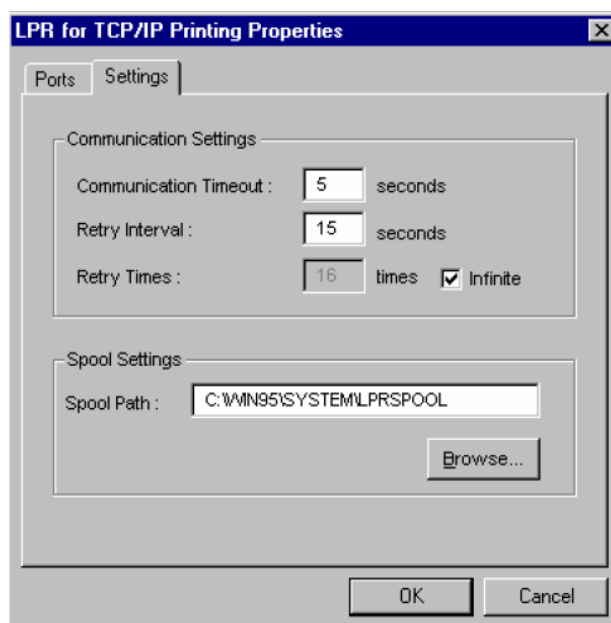 LPR for TCP/IP Printing Properties
Ports Settings
Communication Settings
Communication Timeout : 5 seconds
Retry Interval : 15 seconds
Retry Times : 16 times Infinite
Spool Settings
Spool Path : C:\WIN95\SYSTEM\LPRSPOOL
Browse...
OK Cancel